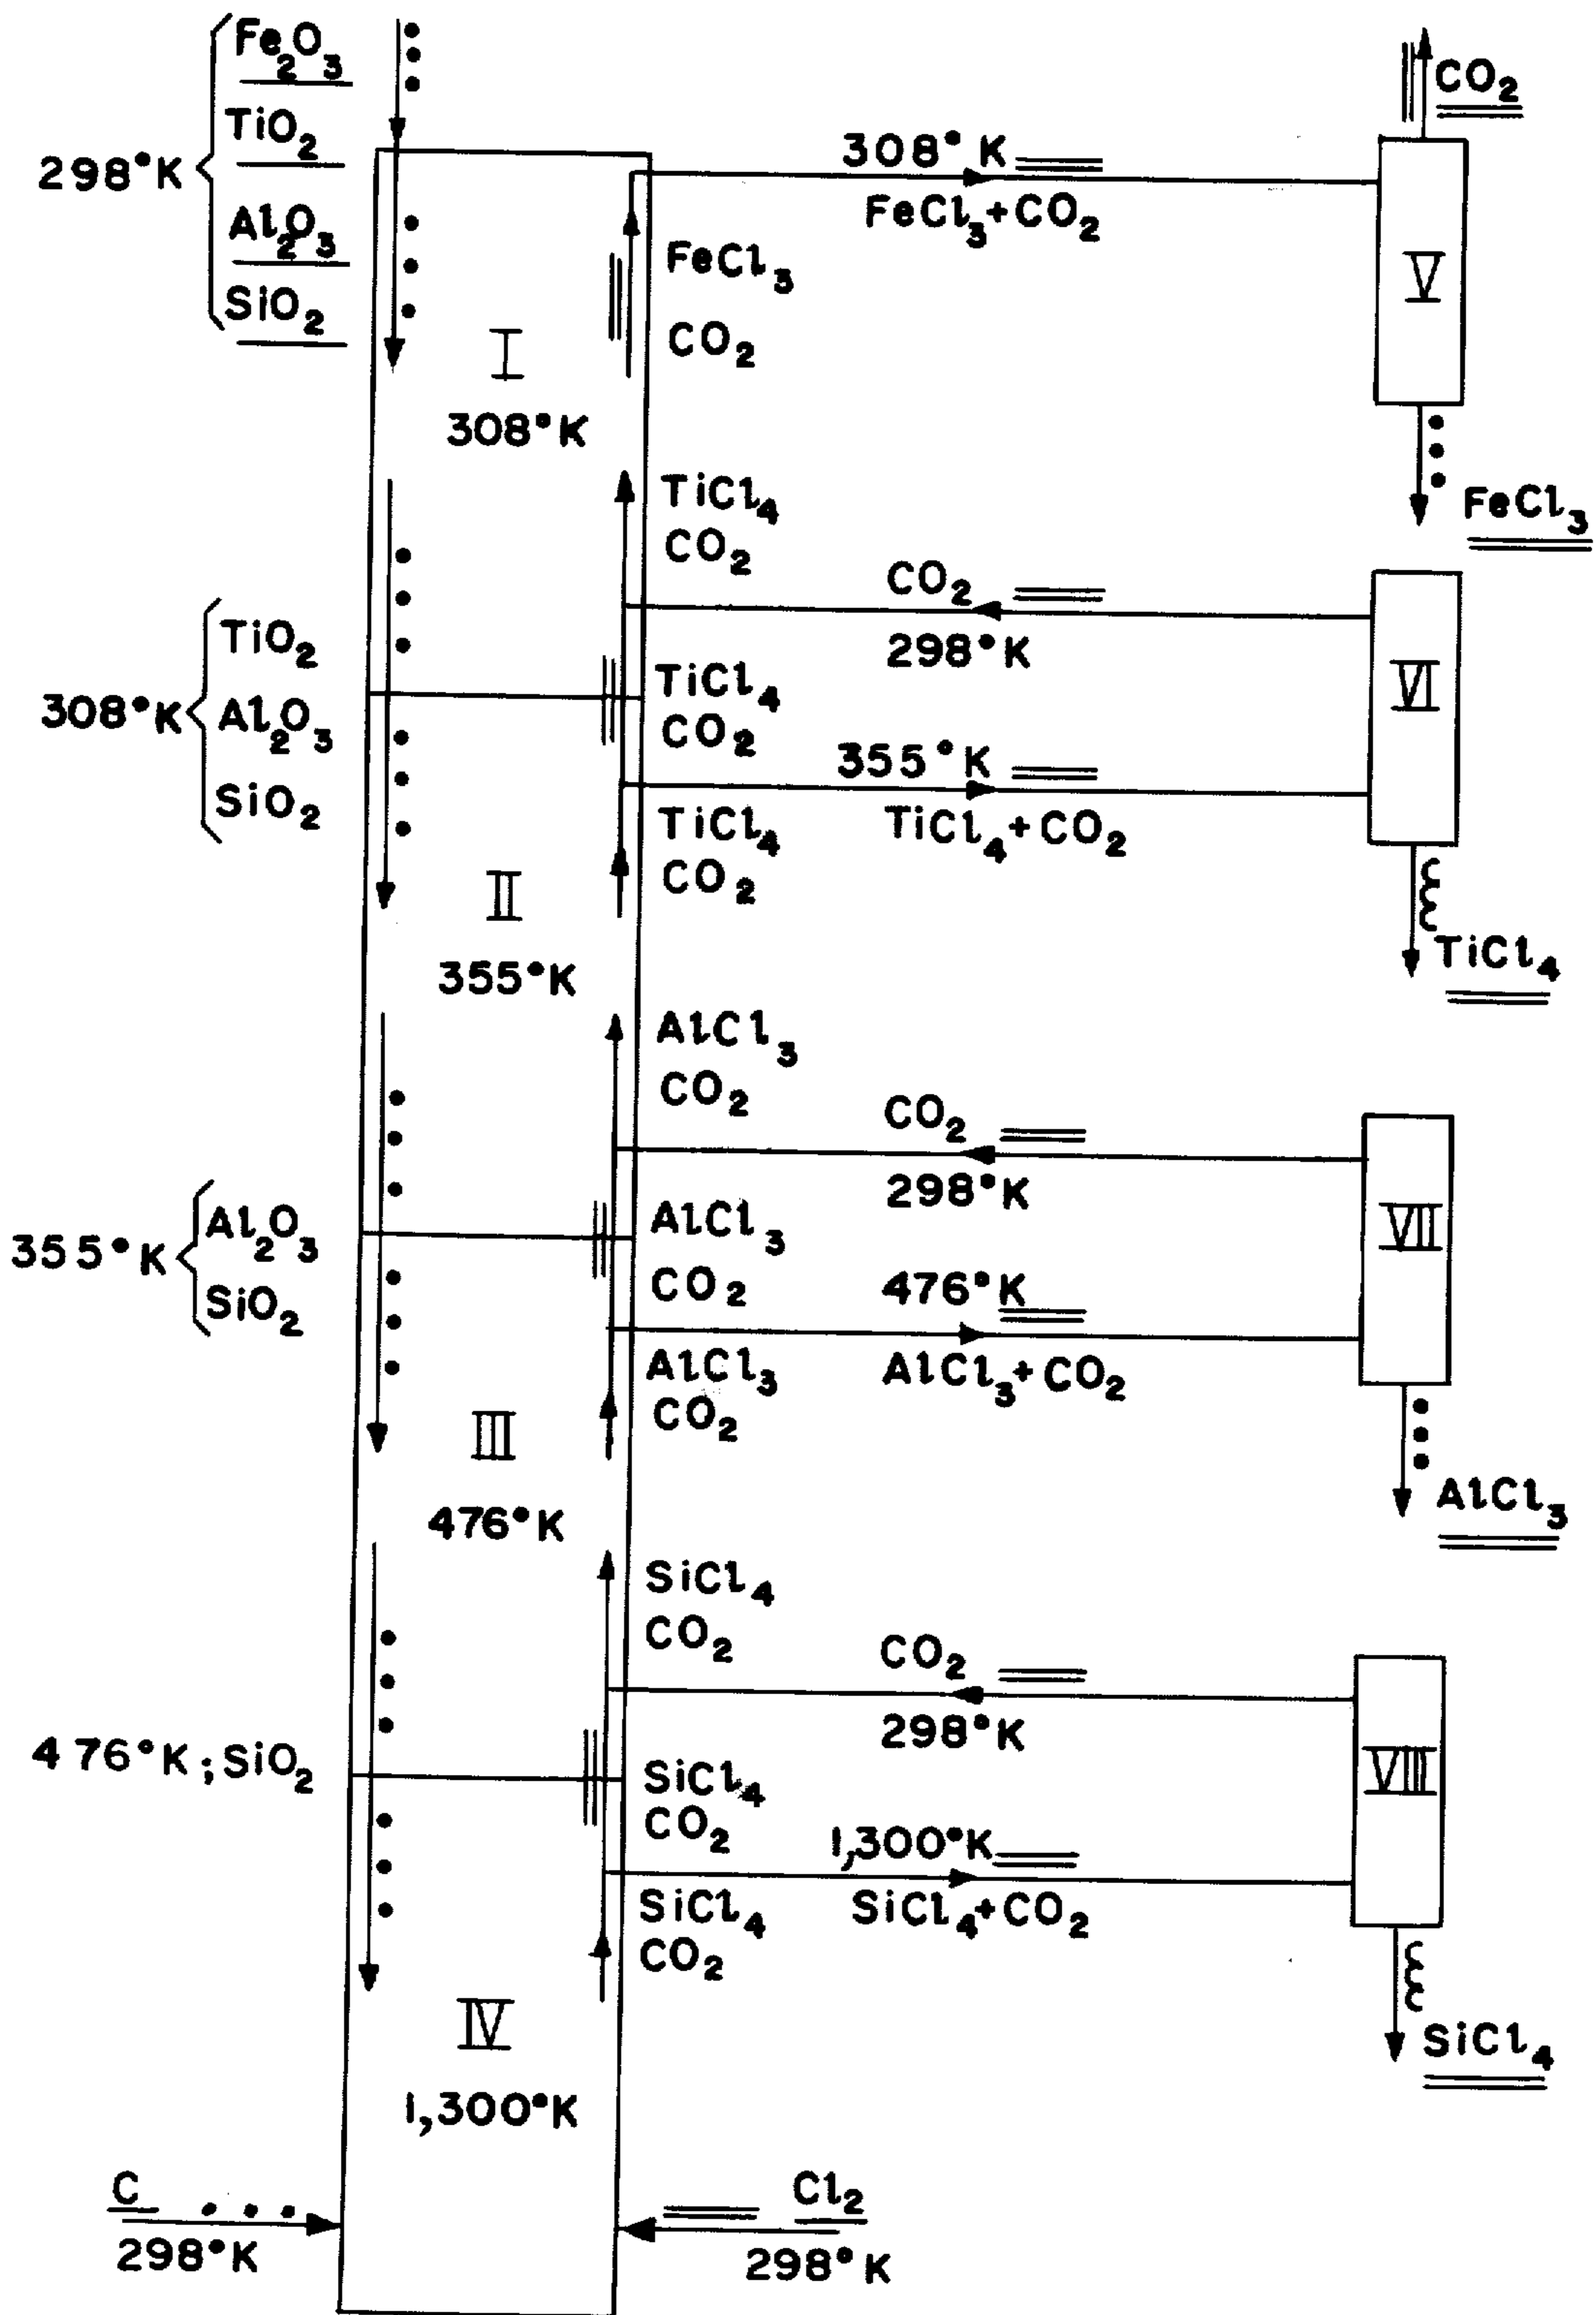 Fe₂O₃
TiO₂
298°K
Al₂O₃
SiO₂
I
308°K
FeCl₃
CO₂
308°K
FeCl₃+CO₂
CO₂
V
FeCl₃
TiCl₄
CO₂
CO₂
298°K
308°K
TiO₂
Al₂O₃
SiO₂
TiCl₄
CO₂
355°K
TiCl₄+CO₂
TiCl₄
CO₂
VI
TiCl₄
II
355°K
AlCl₃
CO₂
CO₂
298°K
355°K
Al₂O₃
SiO₂
AlCl₃
CO₂
476°K
AlCl₃+CO₂
AlCl₃
CO₂
VII
AlCl₃
III
476°K
SiCl₄
CO₂
CO₂
298°K
476°K;SiO₂
SiCl₄
CO₂
1,300°K
SiCl₄+CO₂
SiCl₄
CO₂
VIII
SiCl₄
IV
1,300°K
C
298°K
Cl₂
298°K